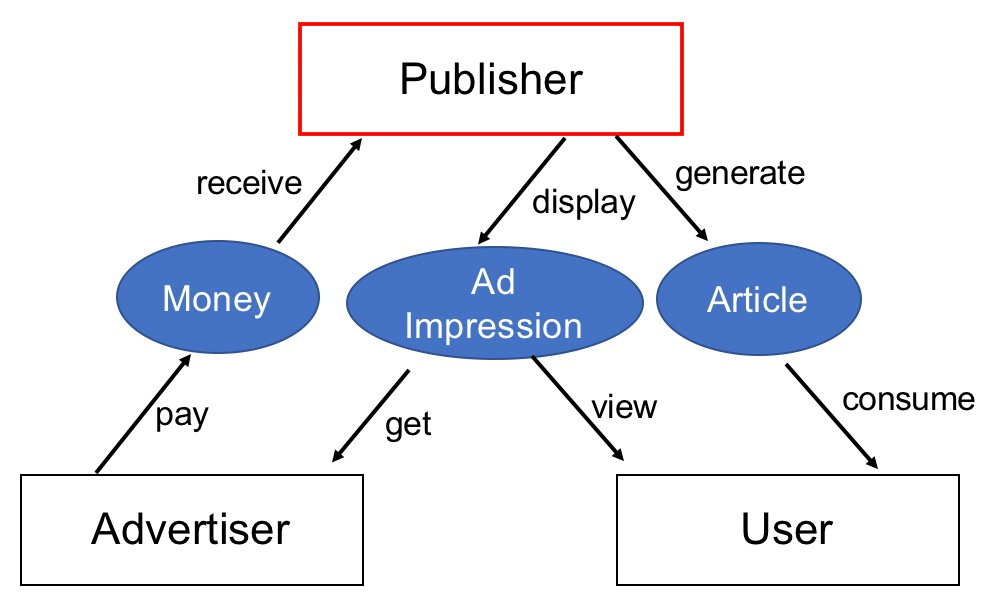 Publisher
receive
display
generate
Money
Ad
Impression
Article
pay
get
view
consume
Advertiser
User